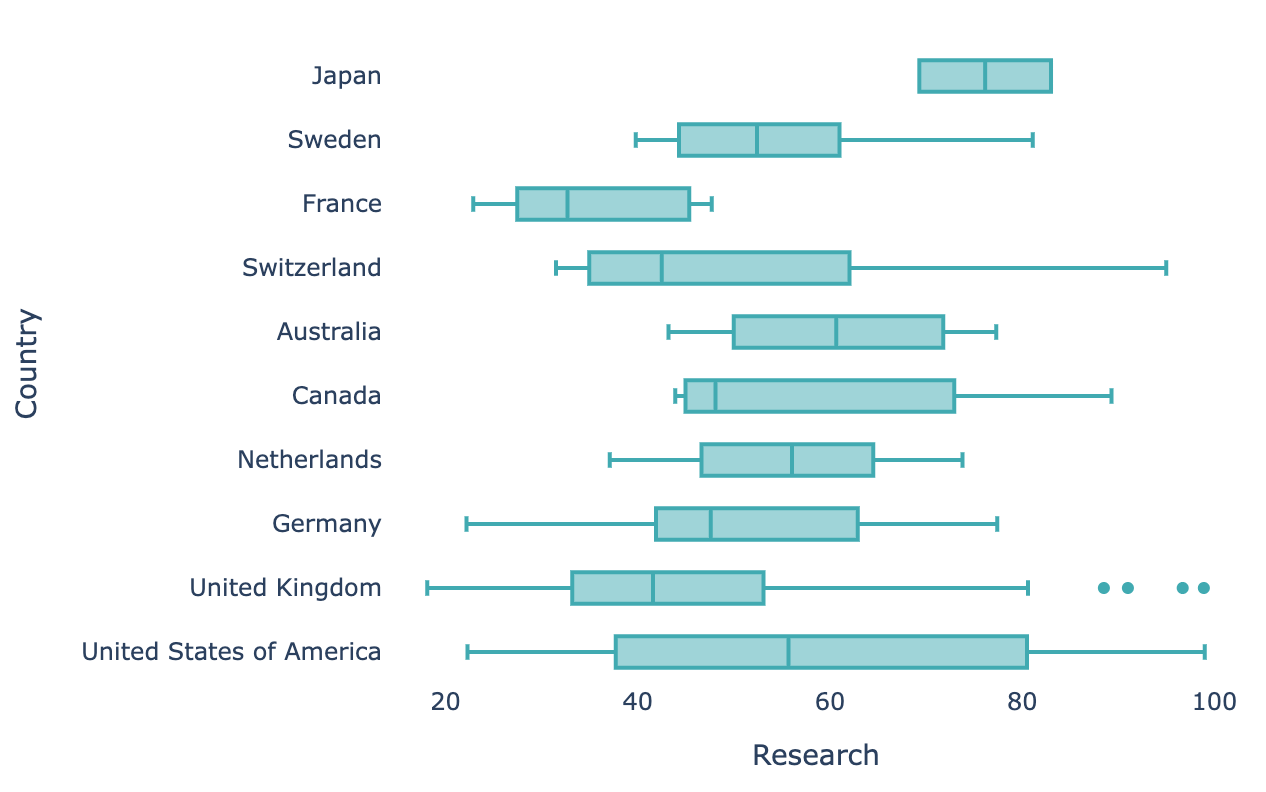 Japan
Sweden
France
Switzerland
Australia
Canada
Netherlands
Germany
United Kingdom
United States of America
20 40 60 80 100
Research
Country